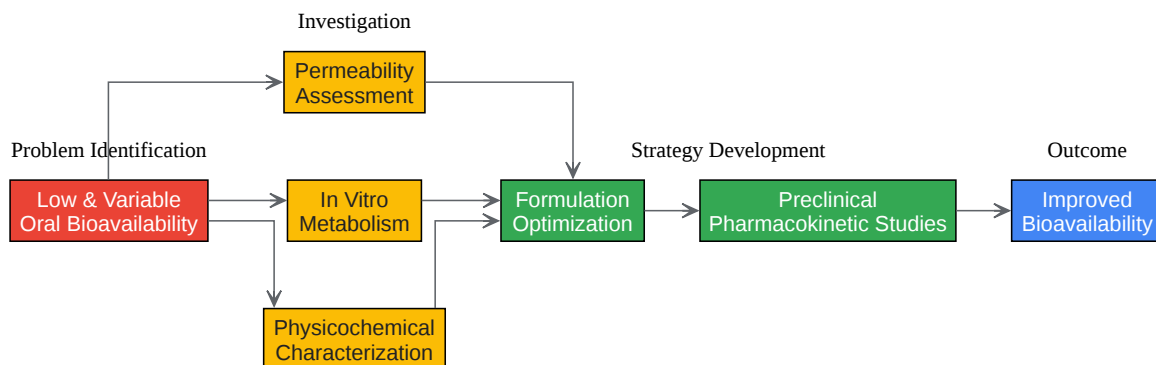 Investigation
Permeability
Assessment
Problem Identification
Strategy Development
Outcome
Low & Variable
Oral Bioavailability
In Vitro
Metabolism
Formulation
Optimization
Preclinical
Pharmacokinetic Studies
Improved
Bioavailability
Physicochemical
Characterization